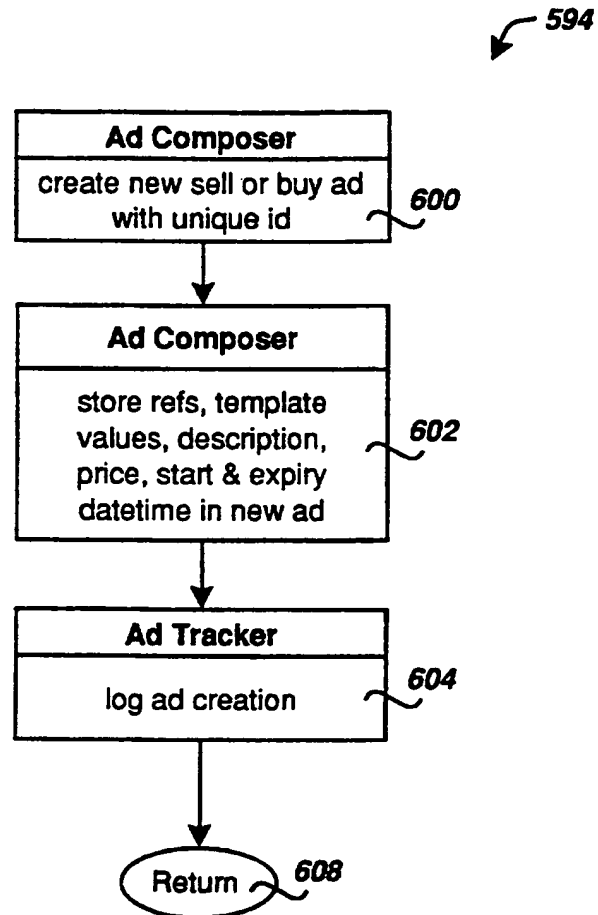 594
Ad Composer
create new sell or buy ad
with unique id
600
Ad Composer
store refs, template
values, description,
price, start & expiry
datetime in new ad
602
Ad Tracker
log ad creation
604
Return
608